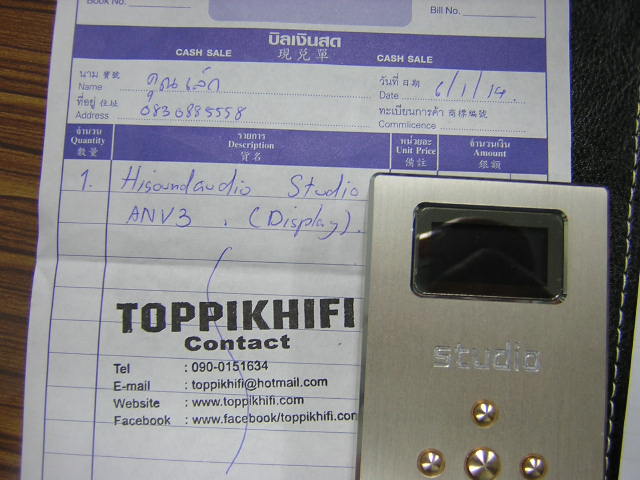 Book No.
Bill No.
บิลเงินสด
CASH SALE 現兌單 CASH SALE
นาม 寶號
Name คุณเล็ก
วันที่ 日期
Date 6/1/14.
ที่อยู่ 住址
Address 0830885558
ทะเบียนการค้า 商標編號
Commlicence
จำนวน
Quantity
數量
รายการ
Description
貨名
หน่วยละ
Unit Price
備註
จำนวนเงิน
Amount
銀額
1. Hisoundaudio Studio
ANV3 . (Display).
TOPPIKHIFI
Contact
Tel : 090-0151634
E-mail : toppikhifi@hotmail.com
Website : www.toppikhifi.com
Facebook : www.facebook/toppikhifi.com
studio